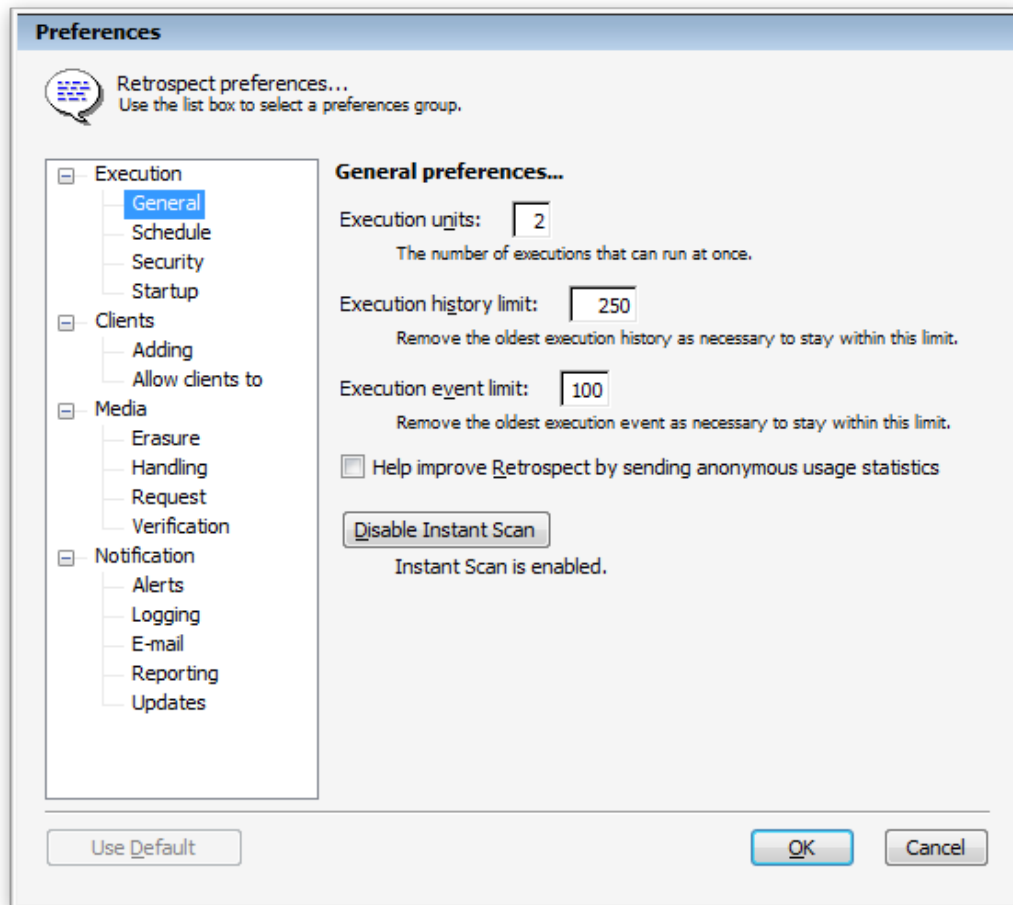 Preferences
Retrospect preferences...
Use the list box to select a preferences group.
Execution
General
Schedule
Security
Startup
Clients
Adding
Allow clients to
Media
Erasure
Handling
Request
Verification
Notification
Alerts
Logging
E-mail
Reporting
Updates
General preferences...
Execution units: 2
The number of executions that can run at once.
Execution history limit: 250
Remove the oldest execution history as necessary to stay within this limit.
Execution event limit: 100
Remove the oldest execution event as necessary to stay within this limit.
Help improve Retrospect by sending anonymous usage statistics
Disable Instant Scan
Instant Scan is enabled.
Use Default
OK
Cancel